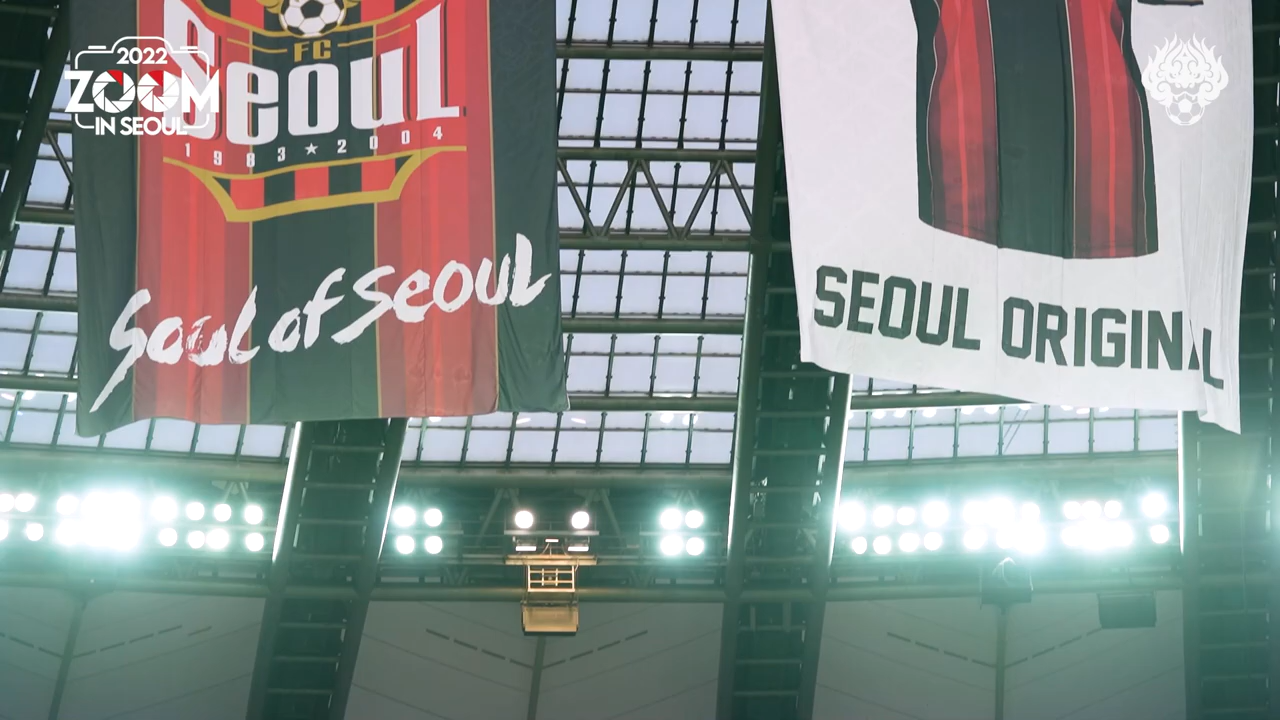 2022
ZOOM
IN SEOUL
FC
Seoul
1983★2004
Soul of Seoul
SEOUL ORIGINAL